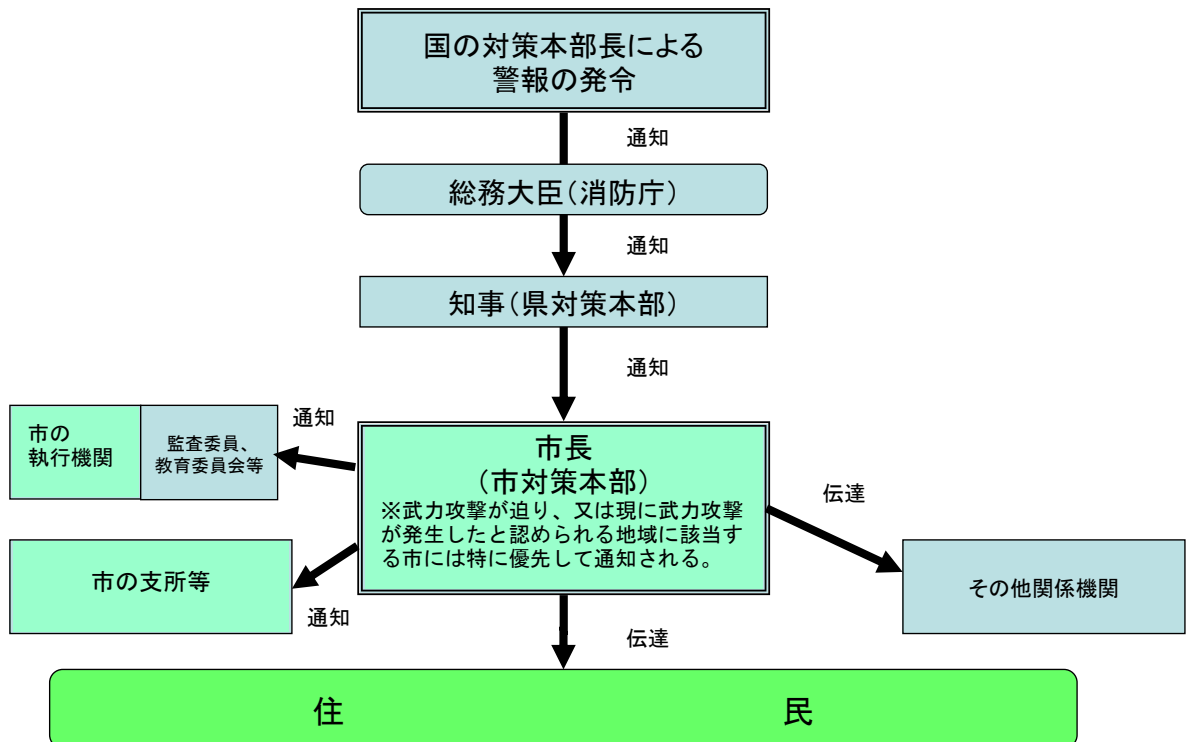 国の対策本部長による
警報の発令
通知
総務大臣(消防庁)
通知
知事(県対策本部)
通知
市の
執行機関
監査委員、
教育委員会等
通知
市長
(市対策本部)
※武力攻撃が迫り、又は現に武力攻撃
が発生したと認められる地域に該当す
る市には特に優先して通知される。
伝達
市の支所等
通知
その他関係機関
伝達
住 民